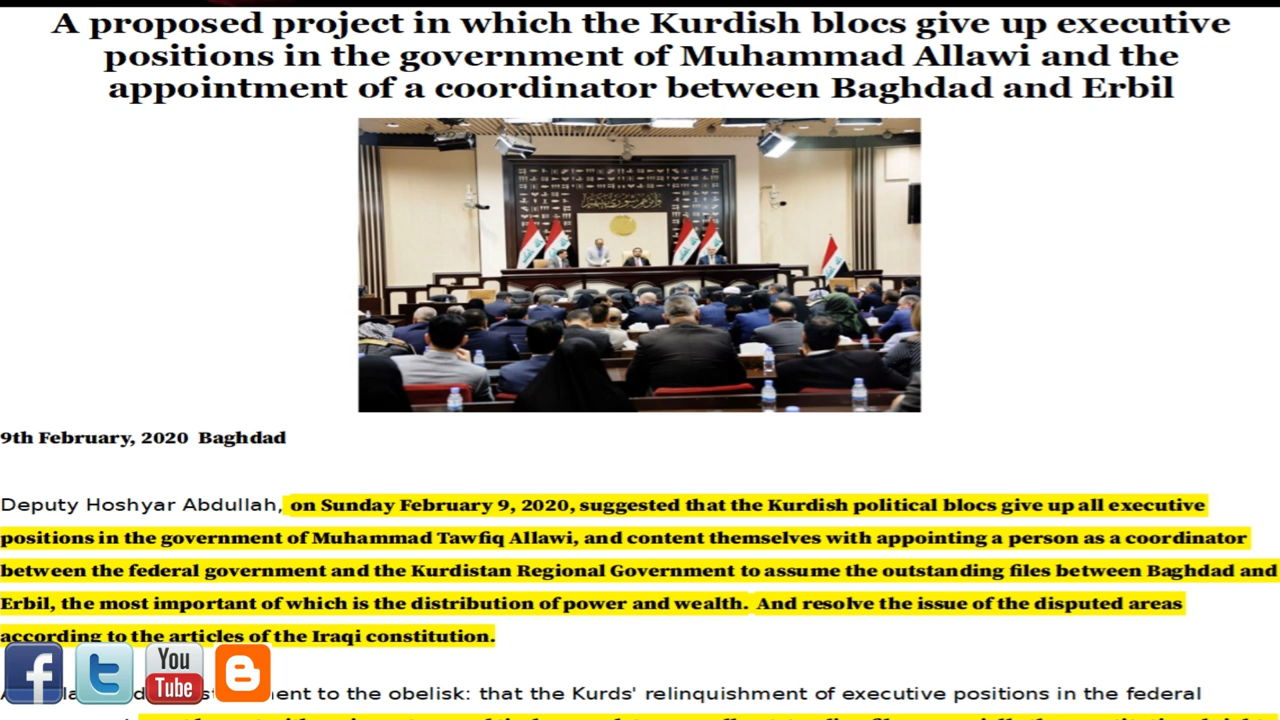 A proposed project in which the Kurdish blocs give up executive
positions in the government of Muhammad Allawi and the
appointment of a coordinator between Baghdad and Erbil
9th February, 2020 Baghdad
Deputy Hoshyar Abdullah, on Sunday February 9, 2020, suggested that the Kurdish political blocs give up all executive
positions in the government of Muhammad Tawfiq Allawi, and content themselves with appointing a person as a coordinator
between the federal government and the Kurdistan Regional Government to assume the outstanding files between Baghdad and
Erbil, the most important of which is the distribution of power and wealth. And resolve the issue of the disputed areas
according to the articles of the Iraqi constitution.
f t You
Tube
to the obelisk: that the Kurds' relinquishment of executive positions in the federal